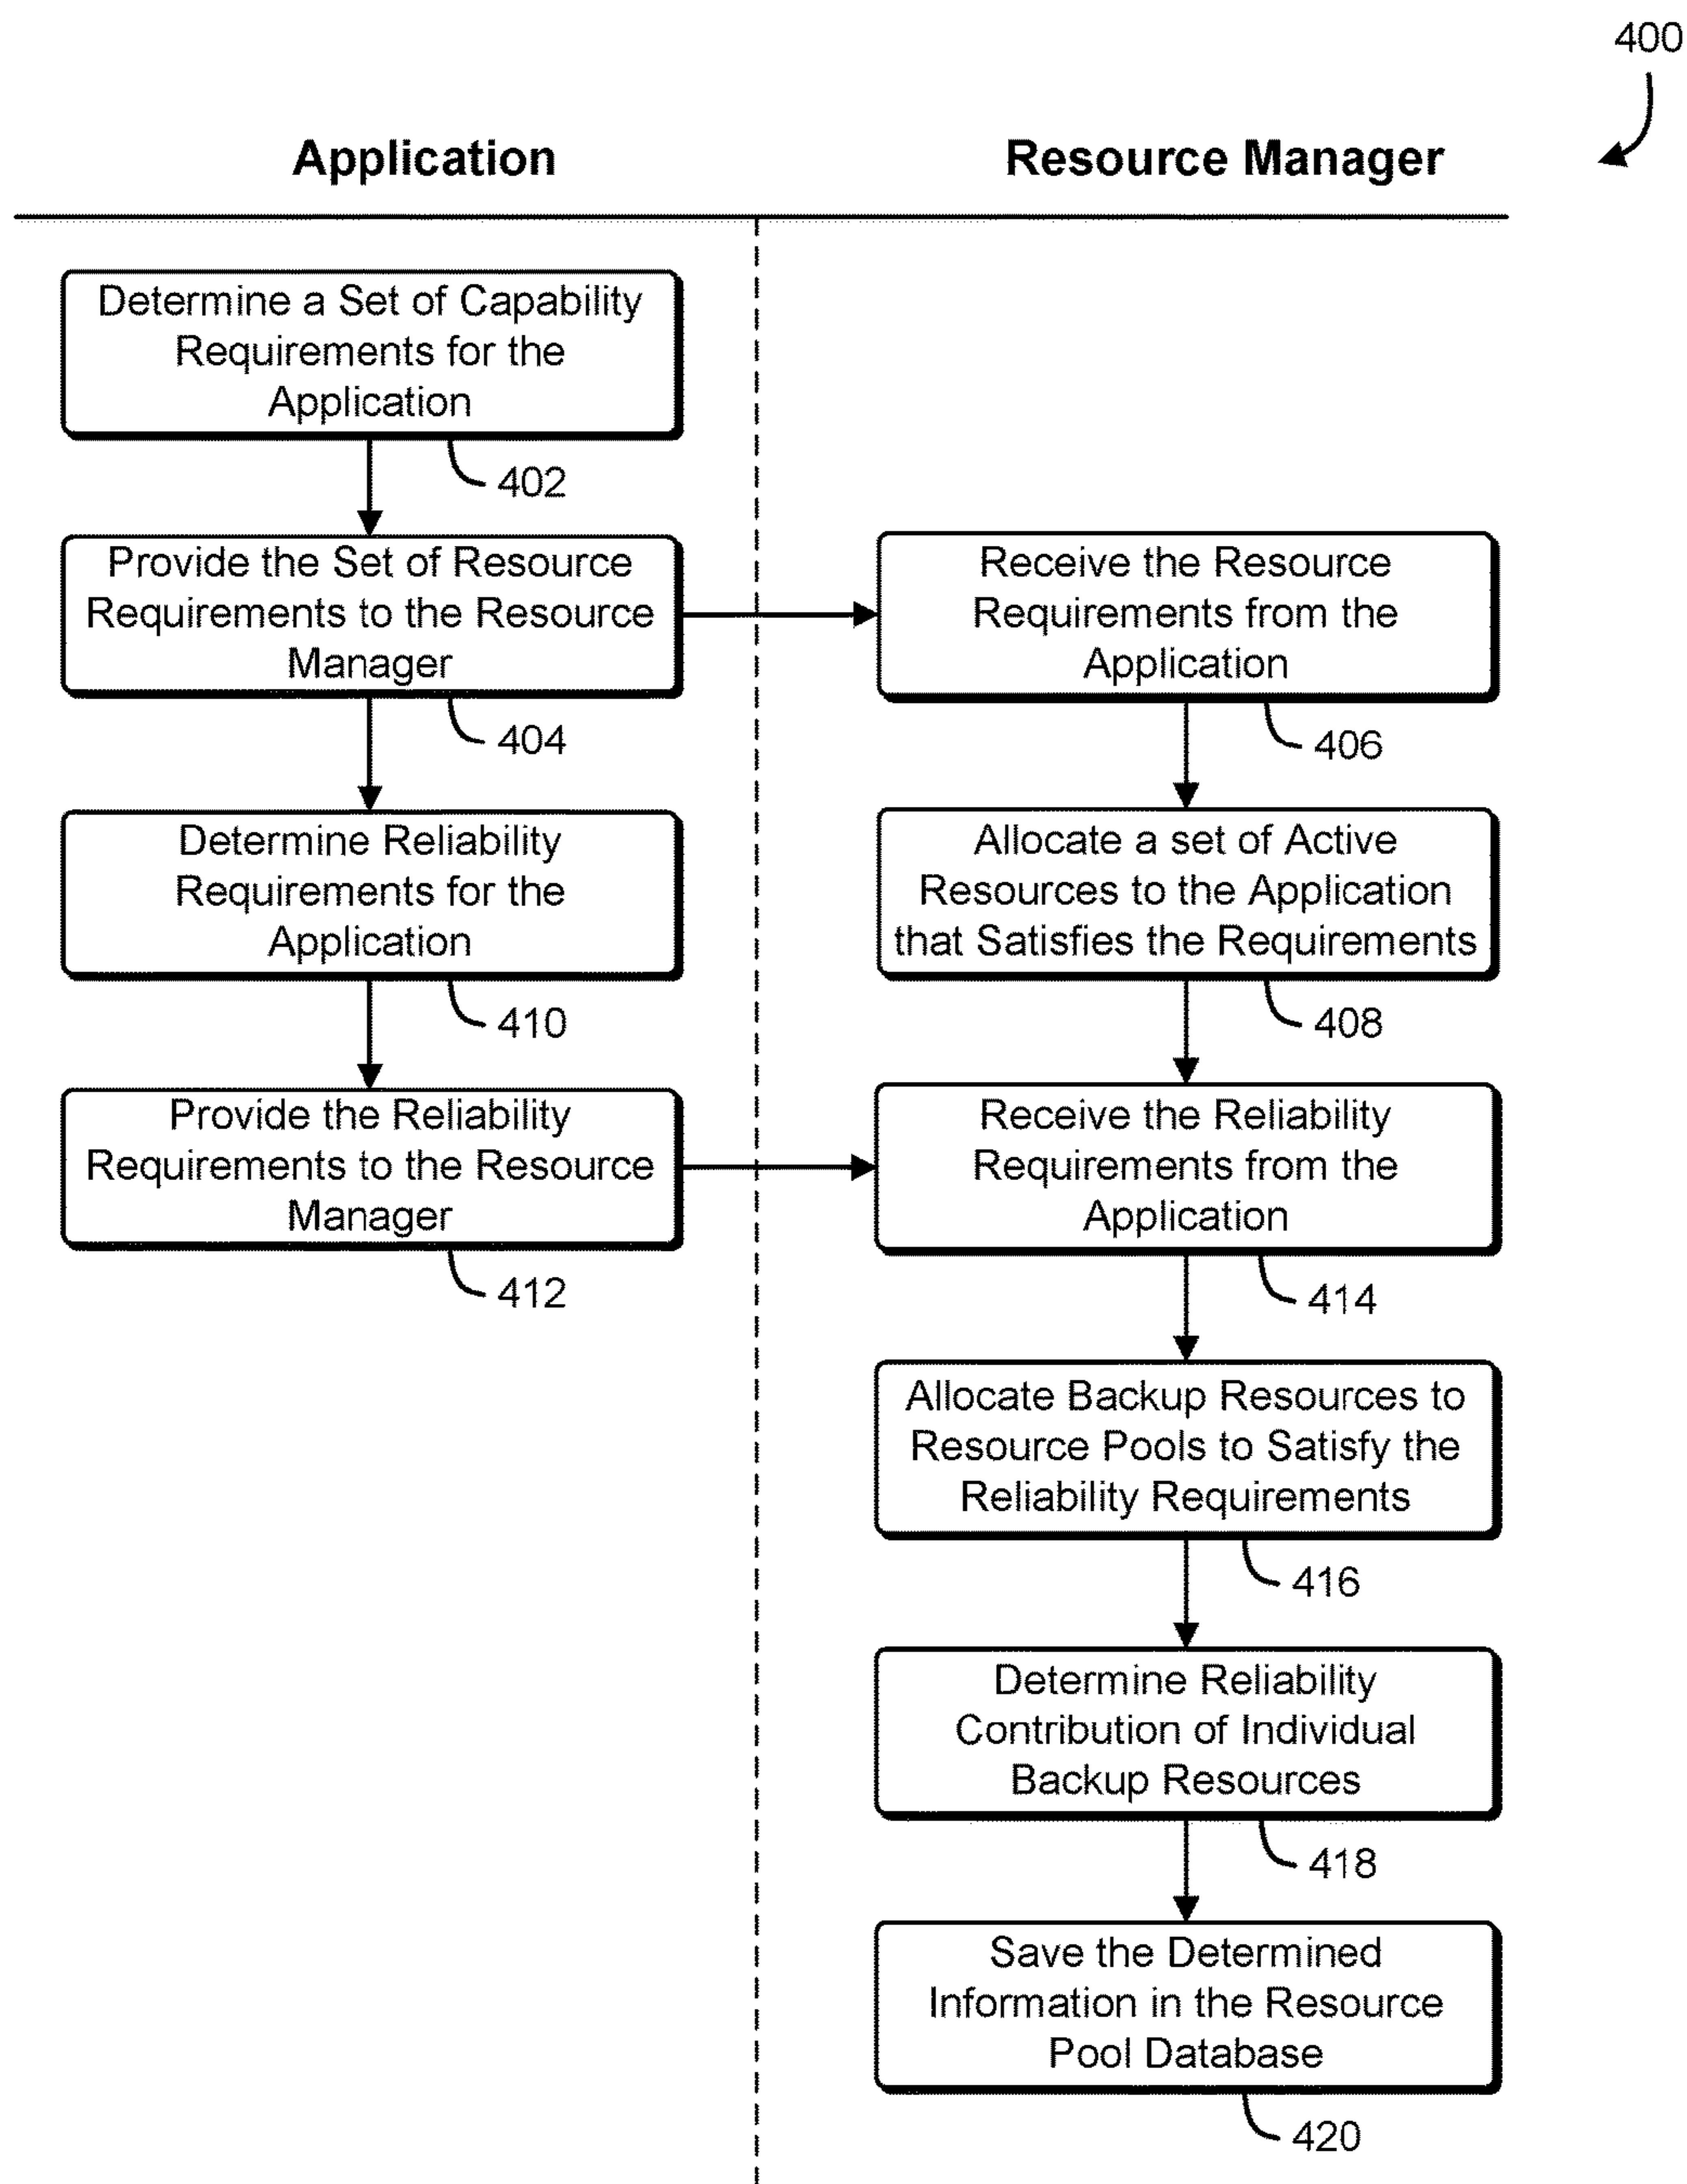 400
Application
Resource Manager
Determine a Set of Capability
Requirements for the
Application
402
Provide the Set of Resource
Requirements to the Resource
Manager
404
Receive the Resource
Requirements from the
Application
406
Allocate a set of Active
Resources to the Application
that Satisfies the Requirements
408
Determine Reliability
Requirements for the
Application
410
Provide the Reliability
Requirements to the Resource
Manager
412
Receive the Reliability
Requirements from the
Application
414
Allocate Backup Resources to
Resource Pools to Satisfy the
Reliability Requirements
416
Determine Reliability
Contribution of Individual
Backup Resources
418
Save the Determined
Information in the Resource
Pool Database
420